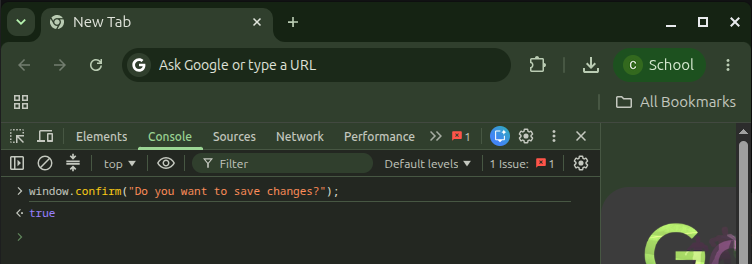 New Tab
Ask Google or type a URL
C School
All Bookmarks
Elements Console Sources Network Performance 1
top Filter Default levels 1 Issue: 1
window.confirm("Do you want to save changes?");
true
G